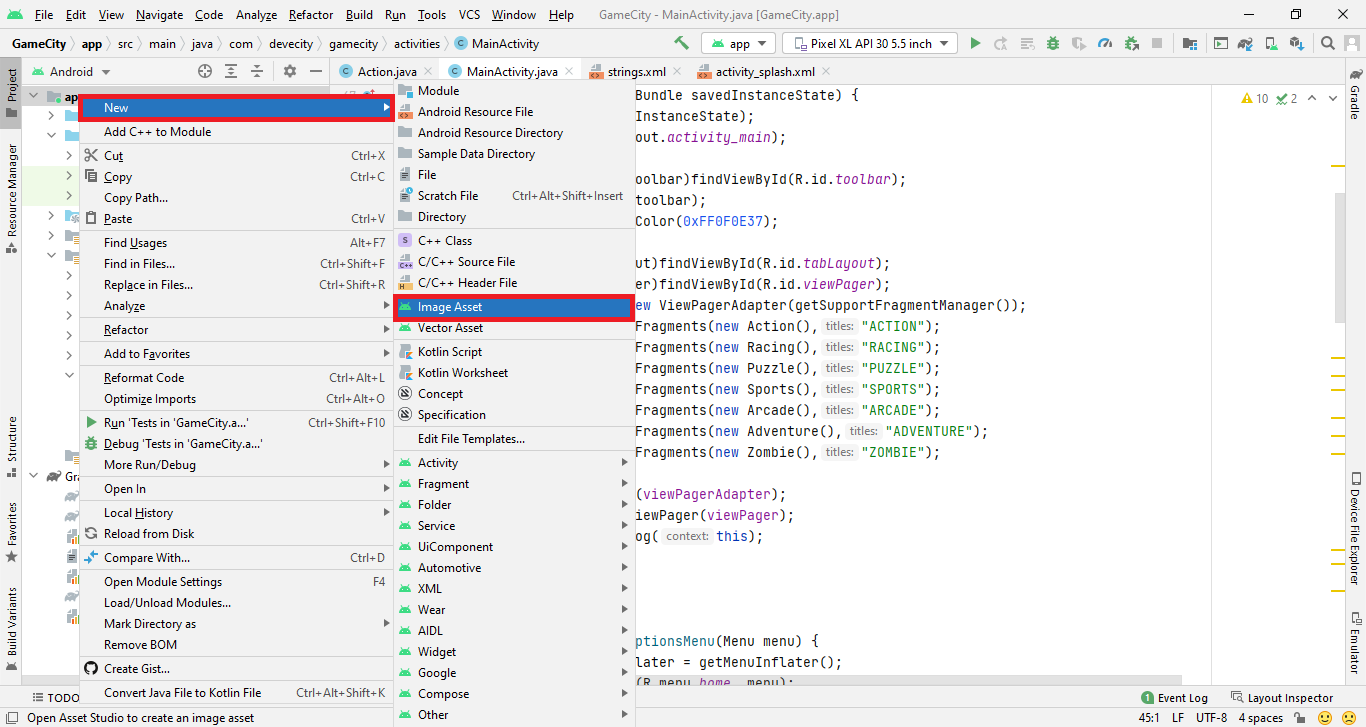 File Edit View Navigate Code Analyze Refactor Build Run Tools VCS Window Help GameCity - MainActivity.java [GameCity.app]
GameCity app src main java com devecity gamecity activities MainActivity app Pixel XL API 30 5.5 inch
Android Action.java MainActivity.java strings.xml activity_splash.xml
Project
Resource Manager
Structure
Favorites
Build Variants
New
Add C++ to Module
Cut Ctrl+X
Copy Ctrl+C
Copy Path...
Paste Ctrl+V
Find Usages Alt+F7
Find in Files... Ctrl+Shift+F
Replace in Files... Ctrl+Shift+R
Analyze
Refactor
Add to Favorites
Reformat Code Ctrl+Alt+L
Optimize Imports Ctrl+Alt+O
Run 'Tests in 'GameCity.a...' Ctrl+Shift+F10
Debug 'Tests in 'GameCity.a...'
More Run/Debug
Open In
Local History
Reload from Disk
Compare With... Ctrl+D
Open Module Settings F4
Load/Unload Modules...
Mark Directory as
Remove BOM
Create Gist...
Convert Java File to Kotlin File Ctrl+Alt+Shift+K
Module
Android Resource File
Android Resource Directory
Sample Data Directory
File
Scratch File Ctrl+Alt+Shift+Insert
Directory
C++ Class
C/C++ Source File
C/C++ Header File
Image Asset
Vector Asset
Kotlin Script
Kotlin Worksheet
Concept
Specification
Edit File Templates...
Activity
Fragment
Folder
Service
UiComponent
Automotive
XML
Wear
AIDL
Widget
Google
Compose
Other
Bundle savedInstanceState) {
InstanceState);
out.activity_main);
oolbar)findViewById(R.id.toolbar);
toolbar);
Color(0xFF0F0E37);
ut)findViewById(R.id.tabLayout);
er)findViewById(R.id.viewPager);
ew ViewPagerAdapter(getSupportFragmentManager());
Fragments(new Action(), titles: "ACTION");
Fragments(new Racing(), titles: "RACING");
Fragments(new Puzzle(), titles: "PUZZLE");
Fragments(new Sports(), titles: "SPORTS");
Fragments(new Arcade(), titles: "ARCADE");
Fragments(new Adventure(), titles: "ADVENTURE");
Fragments(new Zombie(), titles: "ZOMBIE");
(viewPagerAdapter);
iewPager(viewPager);
og( context: this);
ptionsMenu(Menu menu) {
later = getMenuInflater();
(R.menu.home, menu);
10 2
Gradle
Device File Explorer
Emulator
TODO
Event Log Layout Inspector
Open Asset Studio to create an image asset 45:1 LF UTF-8 4 spaces